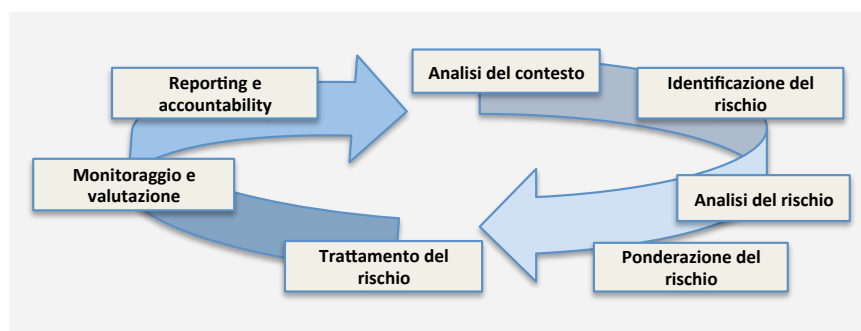 Analisi del contesto
Identificazione del
rischio
Analisi del rischio
Ponderazione del
rischio
Trattamento del
rischio
Monitoraggio e
valutazione
Reporting e
accountability